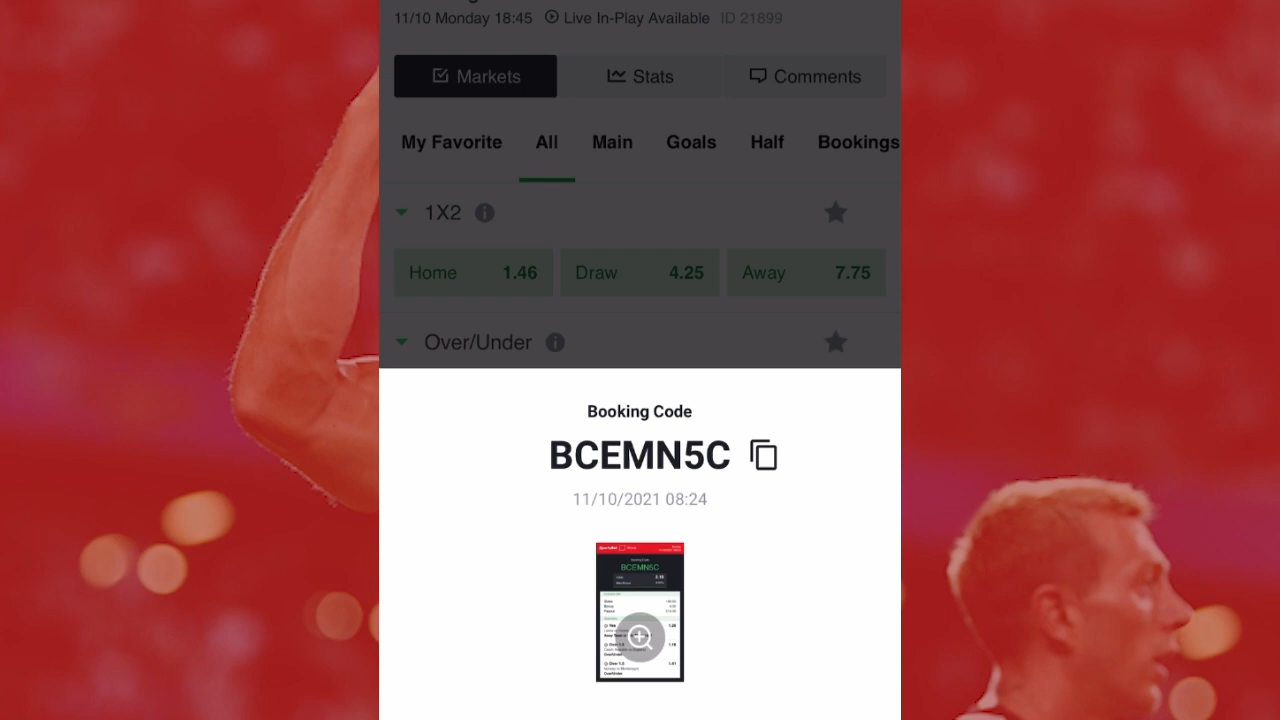 11/10 Monday 18:45 Live In-Play Available ID 21899
Markets Stats Comments
My Favorite All Main Goals Half Bookings
1X2
Home 1.46 Draw 4.25 Away 7.75
Over/Under
Booking Code
BCEMN5C
11/10/2021 08:24
BCEMN5C